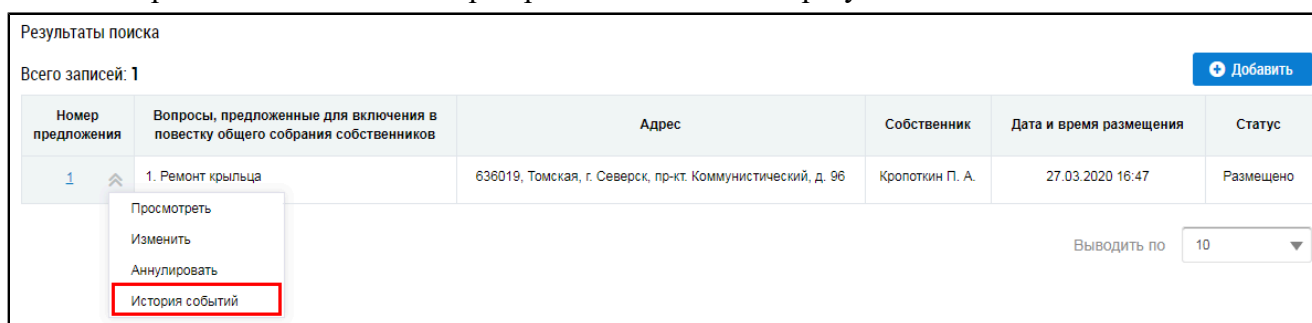 Результаты поиска
Всего записей: 1
Добавить
Номер предложения
Вопросы, предложенные для включения в повестку общего собрания собственников
Адрес
Собственник
Дата и время размещения
Статус
1
1. Ремонт крыльца
636019, Томская, г. Северск, пр-кт. Коммунистический, д. 96
Кропоткин П. А.
27.03.2020 16:47
Размещено
Просмотреть
Изменить
Аннулировать
История событий
Выводить по
10